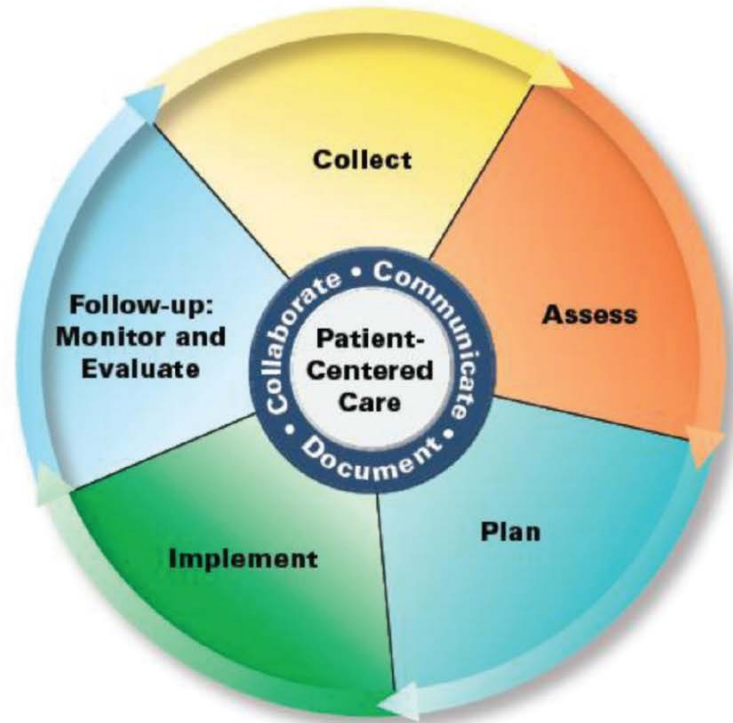 Collect
Assess
Plan
Implement
Follow-up:
Monitor and
Evaluate
Collaborate • Communicate • Document •
Patient-
Centered
Care